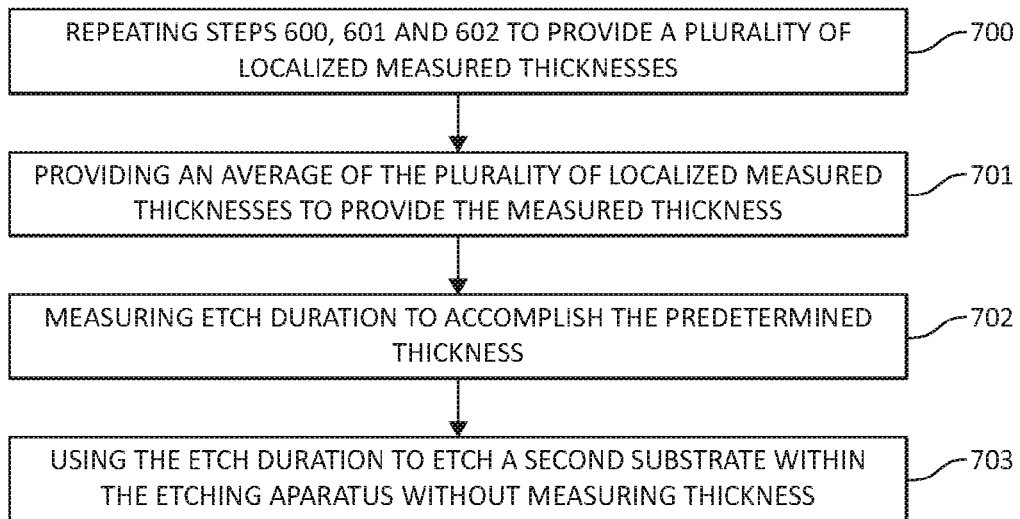 REPEATING STEPS 600, 601 AND 602 TO PROVIDE A PLURALITY OF
LOCALIZED MEASURED THICKNESSES
700
PROVIDING AN AVERAGE OF THE PLURALITY OF LOCALIZED MEASURED
THICKNESSES TO PROVIDE THE MEASURED THICKNESS
701
MEASURING ETCH DURATION TO ACCOMPLISH THE PREDETERMINED
THICKNESS
702
USING THE ETCH DURATION TO ETCH A SECOND SUBSTRATE WITHIN
THE ETCHING APPARATUS WITHOUT MEASURING THICKNESS
703